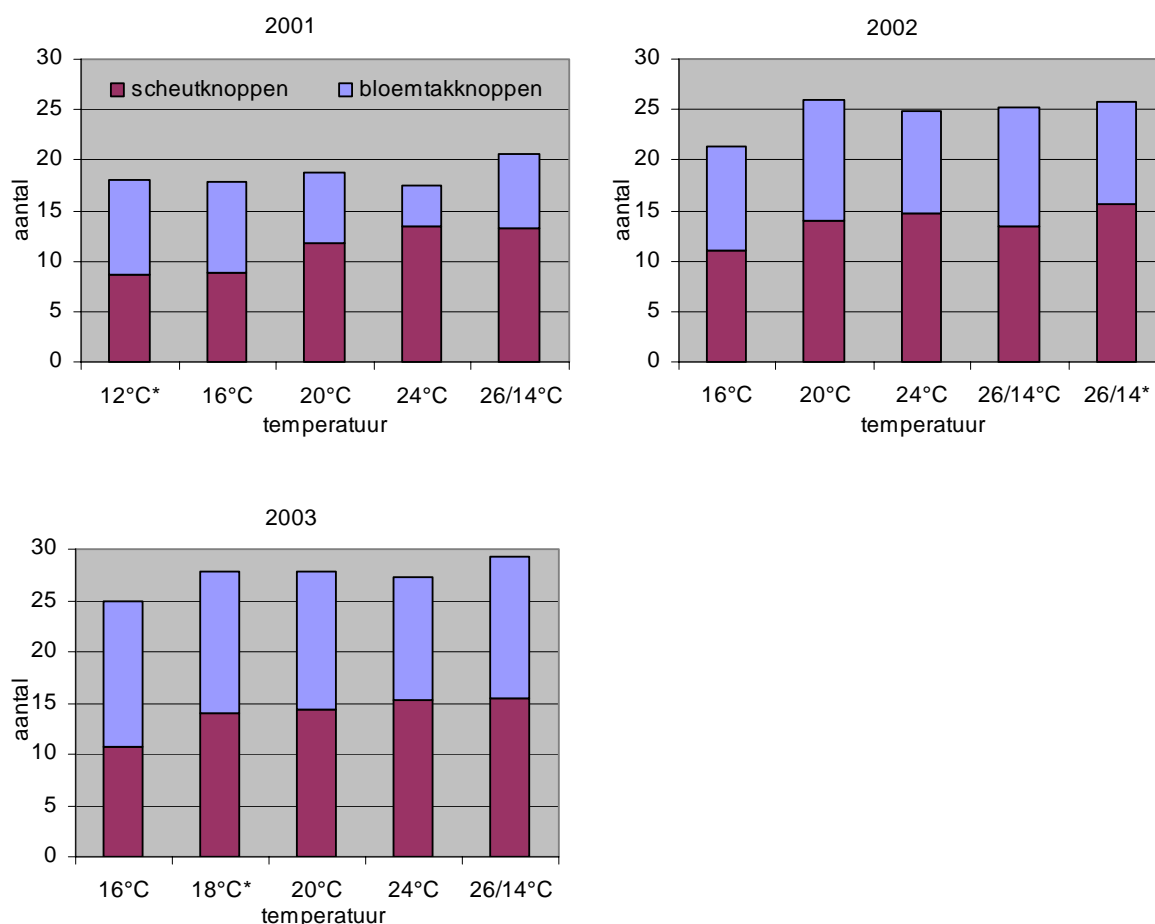 2001
30
25
20
15
10
5
0
aantal
scheutknoppen bloemtakknoppen
12°C* 16°C 20°C 24°C 26/14°C
temperatuur
2002
30
25
20
15
10
5
0
aantal
16°C 20°C 24°C 26/14°C 26/14*
temperatuur
2003
30
25
20
15
10
5
0
aantal
16°C 18°C* 20°C 24°C 26/14°C
temperatuur